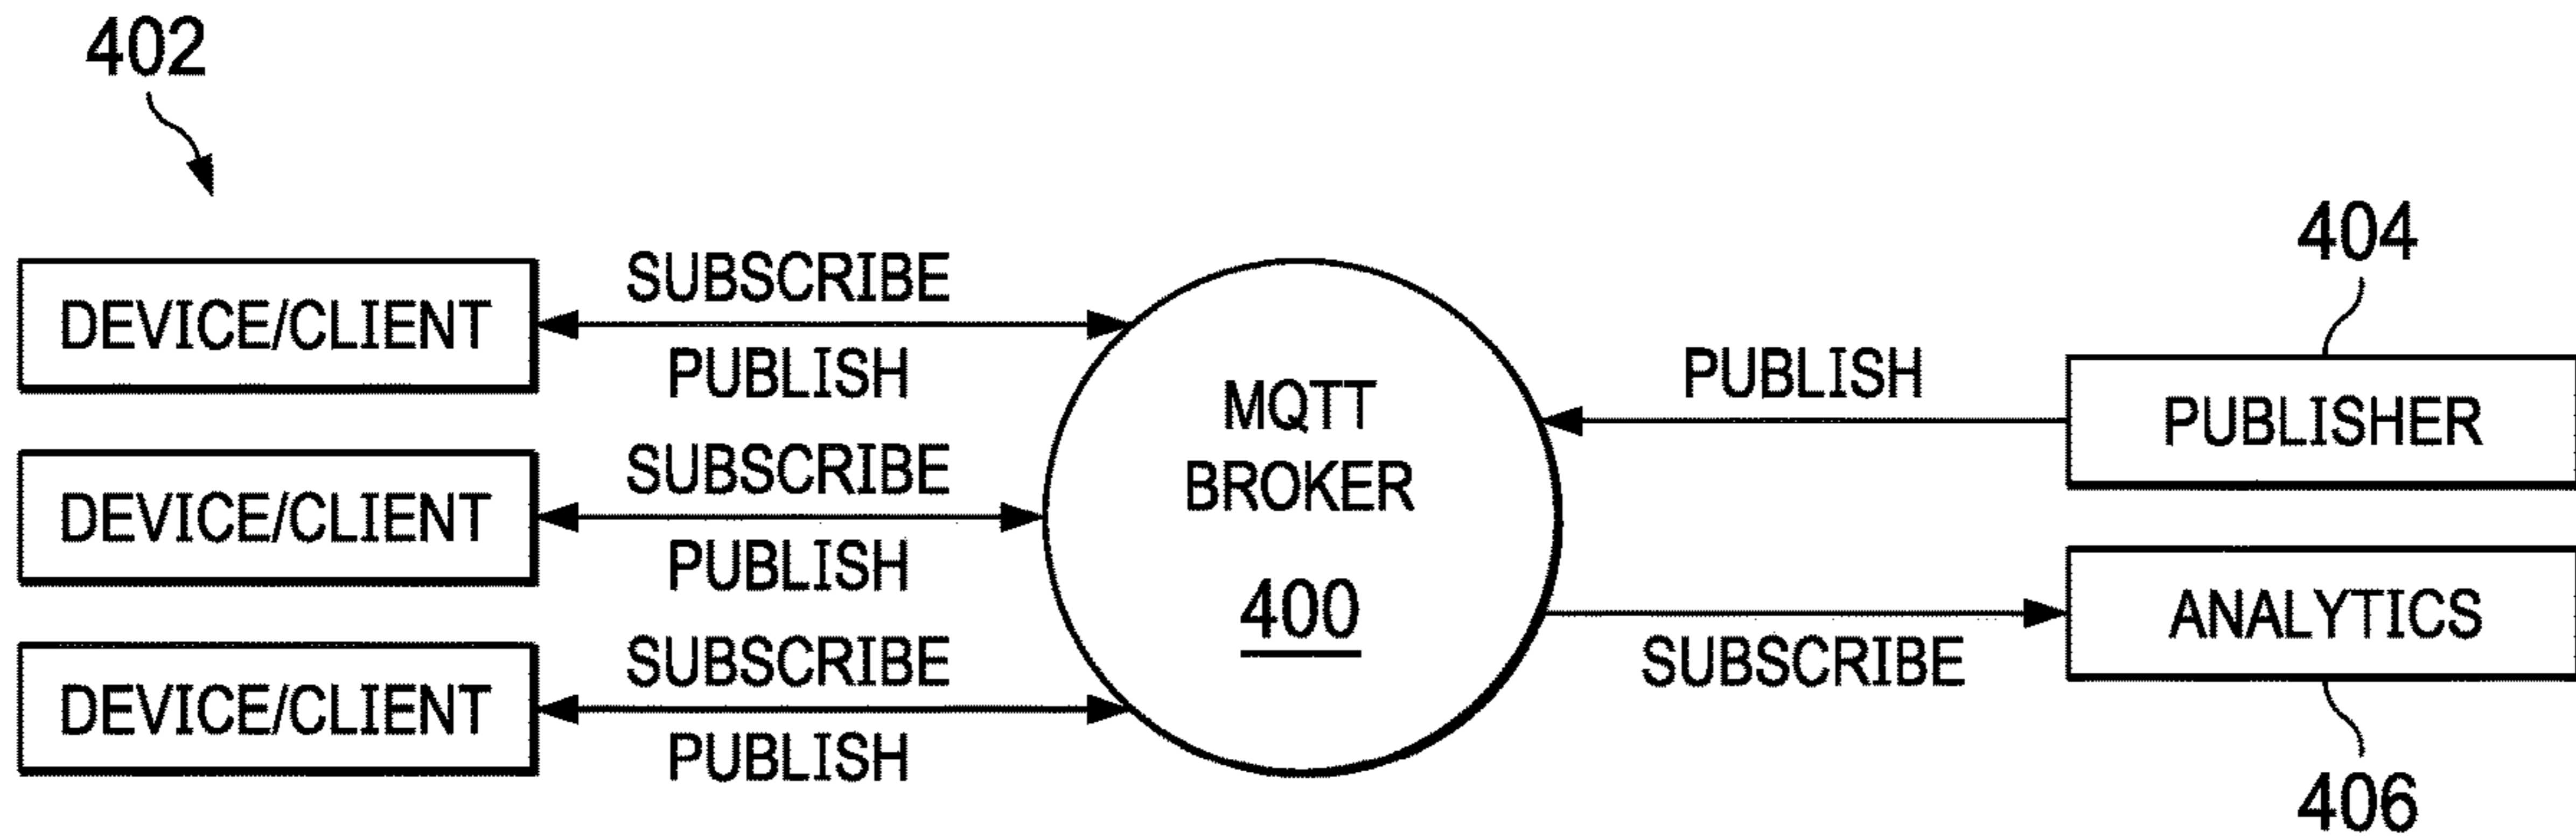 402
404
DEVICE/CLIENT
SUBSCRIBE
PUBLISH
DEVICE/CLIENT
SUBSCRIBE
PUBLISH
DEVICE/CLIENT
SUBSCRIBE
PUBLISH
MQTT
BROKER
400
PUBLISH
PUBLISHER
SUBSCRIBE
ANALYTICS
406